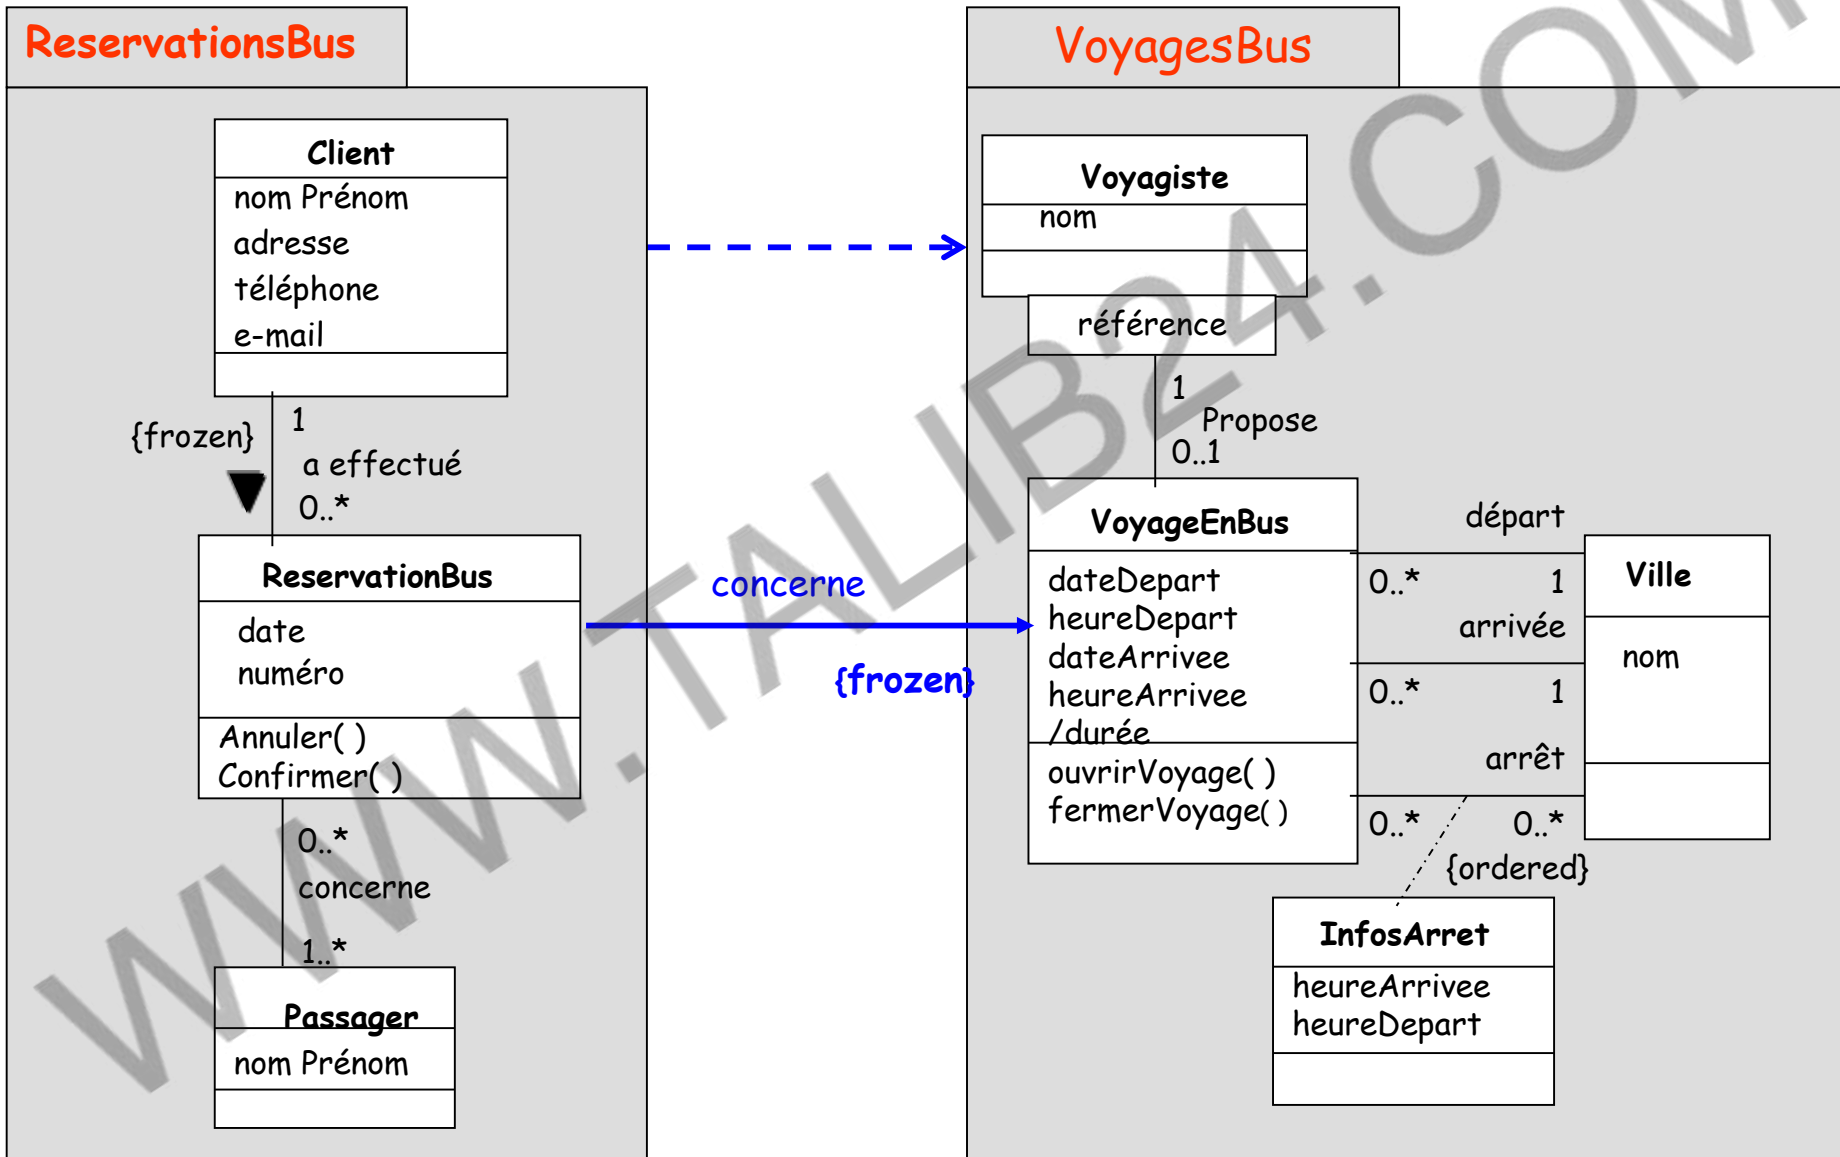 ReservationsBus
Client
nom Prénom
adresse
téléphone
e-mail
{frozen}
1
a effectué
0..*
ReservationBus
date
numéro
Annuler( )
Confirmer( )
0..*
concerne
1..*
Passager
nom Prénom
concerne
{frozen}
VoyagesBus
Voyagiste
nom
référence
1
Propose
0..1
VoyageEnBus
dateDepart
heureDepart
dateArrivee
heureArrivee
/durée
ouvrirVoyage( )
fermerVoyage( )
départ
0..* 1
arrivée
0..* 1
arrêt
0..* 0..*
{ordered}
Ville
nom
InfosArret
heureArrivee
heureDepart
WWW.TALIB24.COM